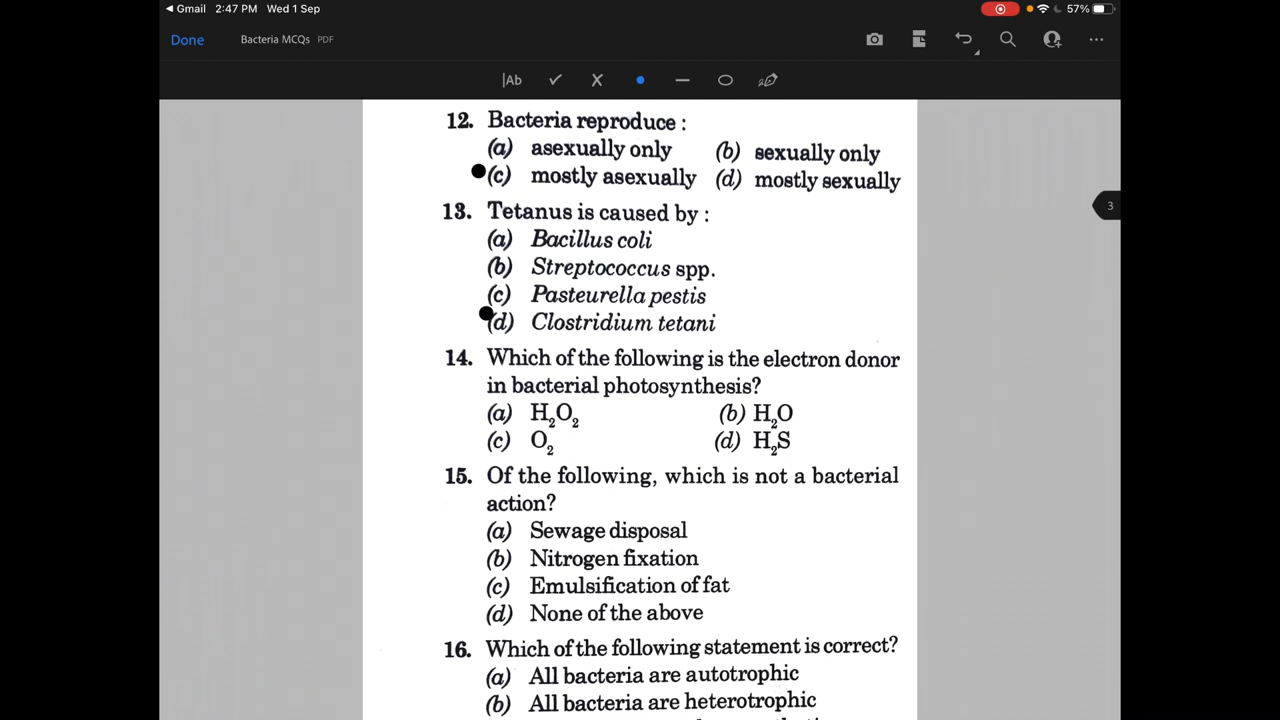 ◀ Gmail 2:47 PM Wed 1 Sep 57%
Done Bacteria MCQs PDF
|Ab
3
12. Bacteria reproduce :
(a) asexually only (b) sexually only
(c) mostly asexually (d) mostly sexually
13. Tetanus is caused by :
(a) Bacillus coli
(b) Streptococcus spp.
(c) Pasteurella pestis
(d) Clostridium tetani
14. Which of the following is the electron donor
in bacterial photosynthesis?
(a) H₂O₂ (b) H₂O
(c) O₂ (d) H₂S
15. Of the following, which is not a bacterial
action?
(a) Sewage disposal
(b) Nitrogen fixation
(c) Emulsification of fat
(d) None of the above
16. Which of the following statement is correct?
(a) All bacteria are autotrophic
(b) All bacteria are heterotrophic